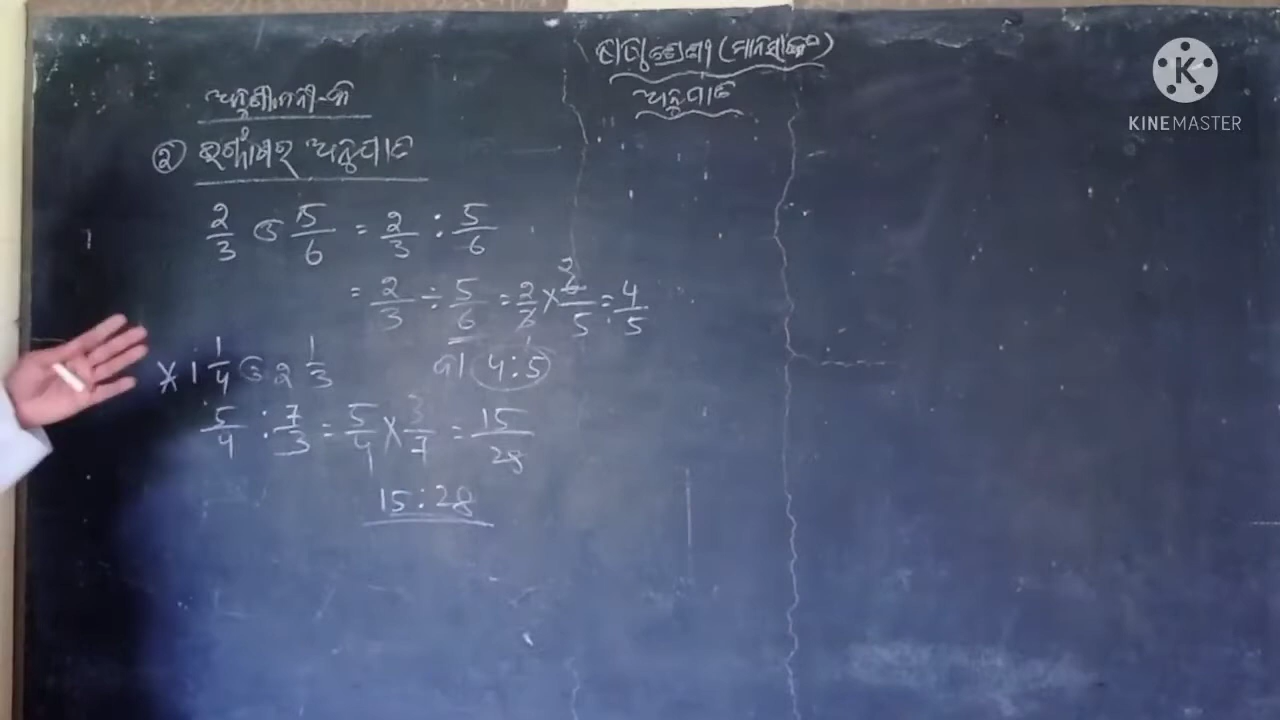 ଅନୁପାତ
② ଭଗ୍ନାଂଶର ଅନୁପାତ
2/3 ଓ 5/6 = 2/3 : 5/6
= 2/3 ÷ 5/6 = 2/3 × 6/5 = 4/5
ବା 4:5
× 1 1/4 ଓ 2 1/3
5/4 : 7/3 = 5/4 × 3/7 = 15/28
15:28
K
KINEMASTER